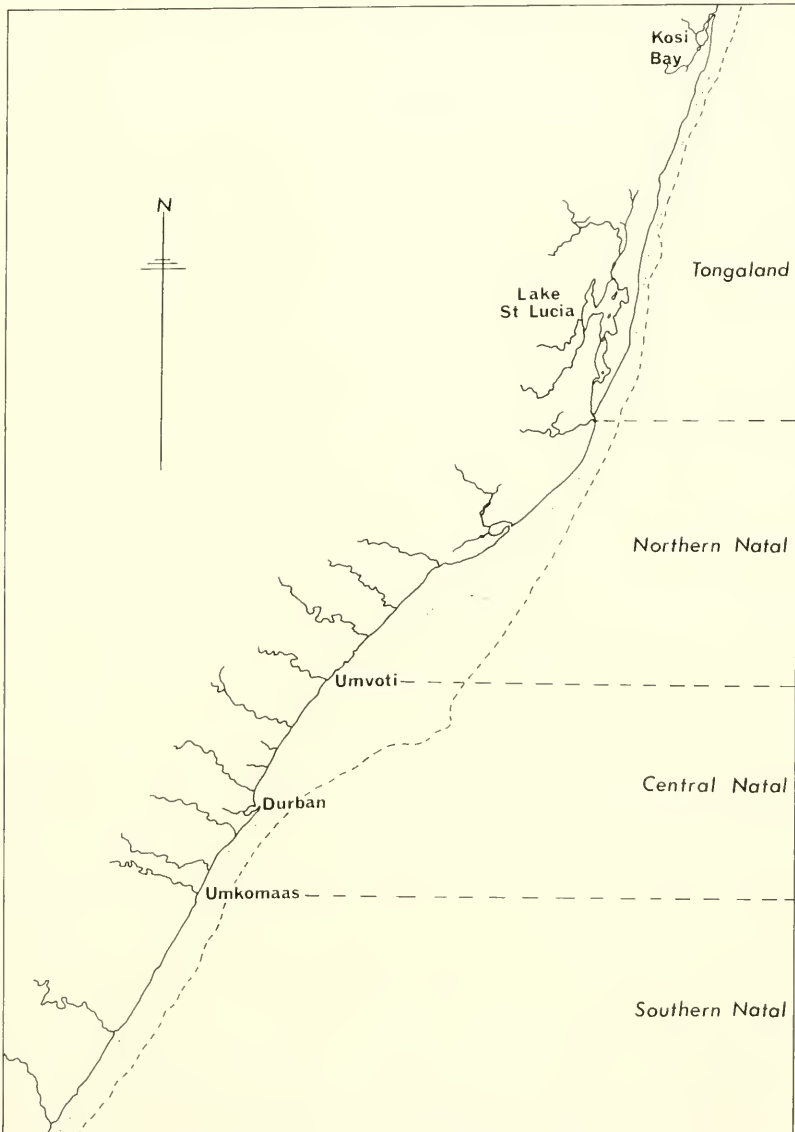 Kosi
Bay
N
Tongaland
Lake
St Lucia
Northern Natal
Umvoti
Central Natal
Durban
Umkomaas
Southern Natal